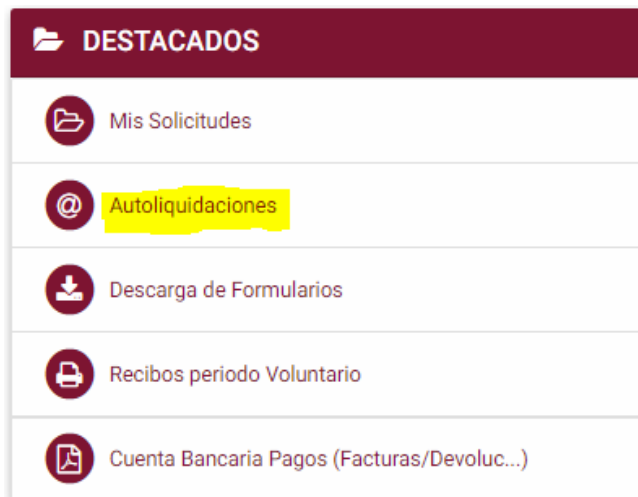 DESTACADOS
Mis Solicitudes
@ Autoliquidaciones
Descarga de Formularios
Recibos periodo Voluntario
Cuenta Bancaria Pagos (Facturas/Devoluc...)